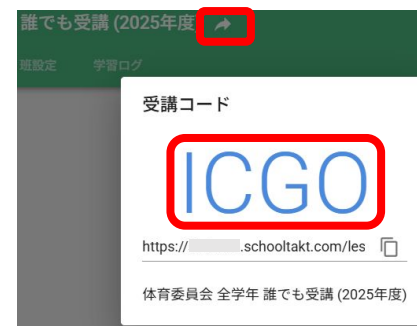 誰でも受講 (2025年度
班設定 学習ログ
受講コード
ICGO
https:// .schooltakt.com/les
体育委員会 全学年 誰でも受講 (2025年度)